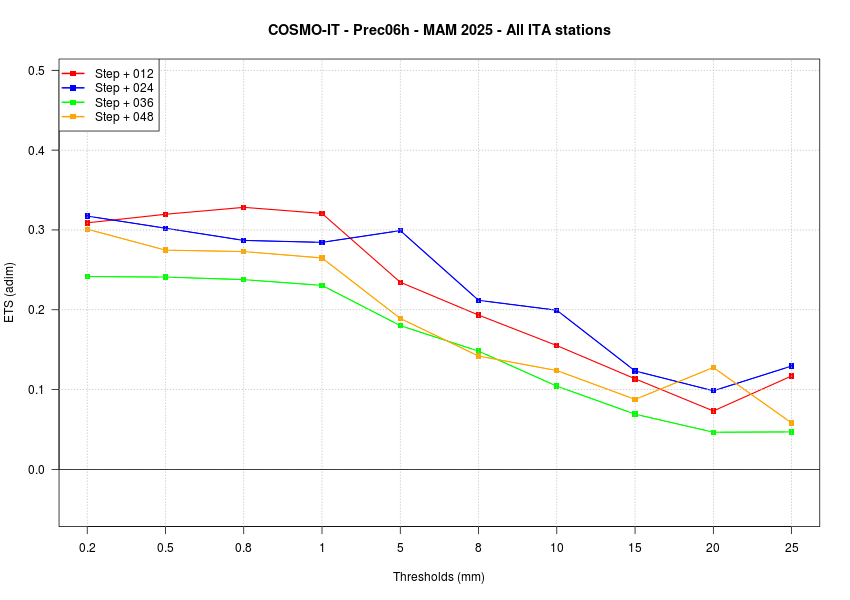 COSMO-IT - Prec06h - MAM 2025 - All ITA stations
Step + 012
Step + 024
Step + 036
Step + 048
0.5
0.4
0.3
0.2
0.1
0.0
ETS (adim)
0.2 0.5 0.8 1 5 8 10 15 20 25
Thresholds (mm)